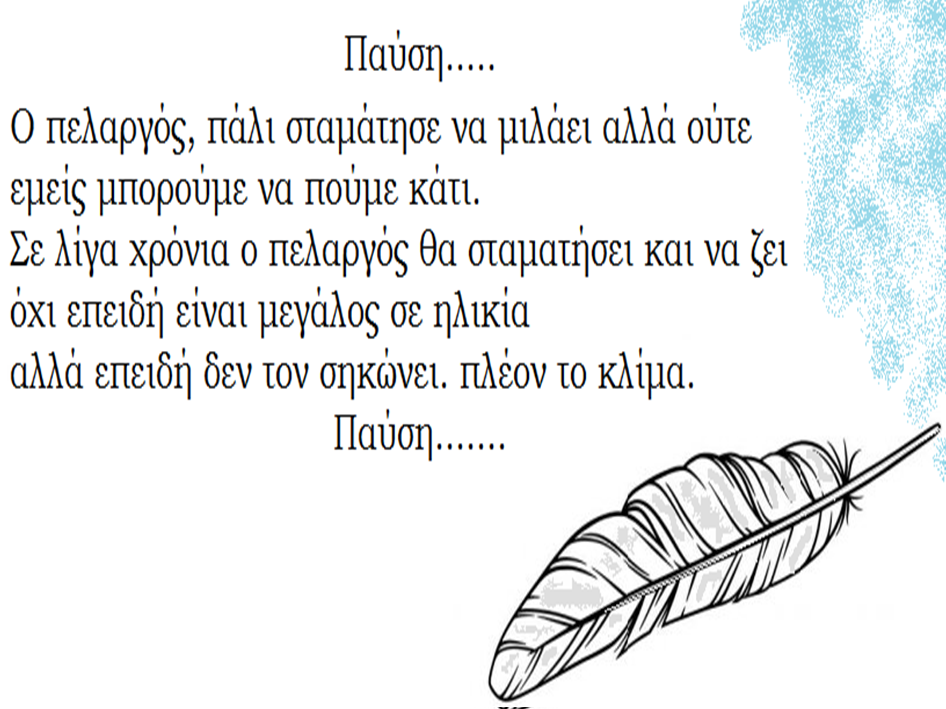 Παύση.....
Ο πελαργός, πάλι σταμάτησε να μιλάει αλλά ούτε
εμείς μπορούμε να πούμε κάτι.
Σε λίγα χρόνια ο πελαργός θα σταματήσει και να ζει
όχι επειδή είναι μεγάλος σε ηλικία
αλλά επειδή δεν τον σηκώνει. πλέον το κλίμα.
Παύση.......